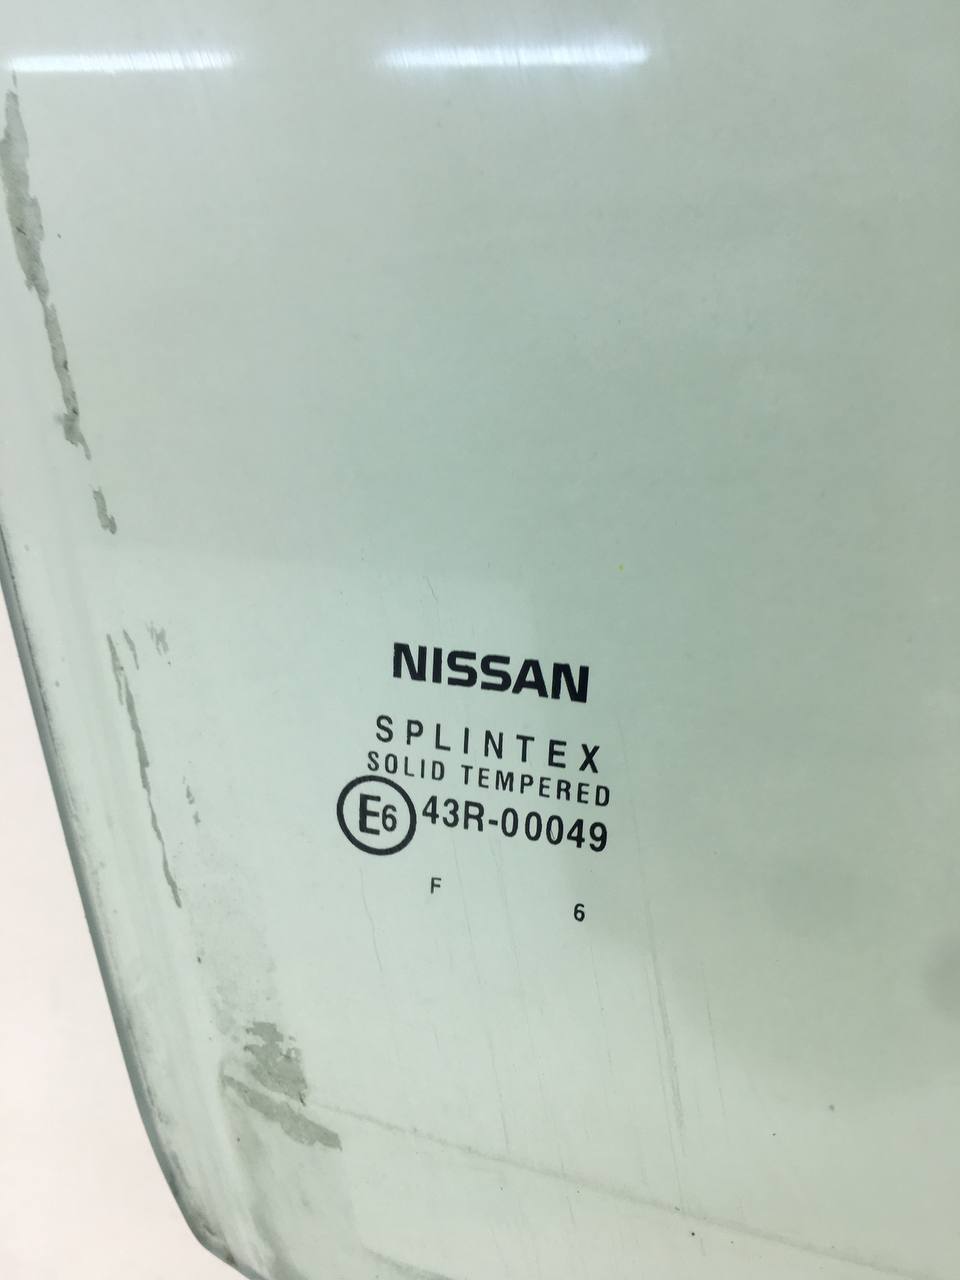 NISSAN
SPLINTEX
SOLID TEMPERED
E6 43R-00049
F 6